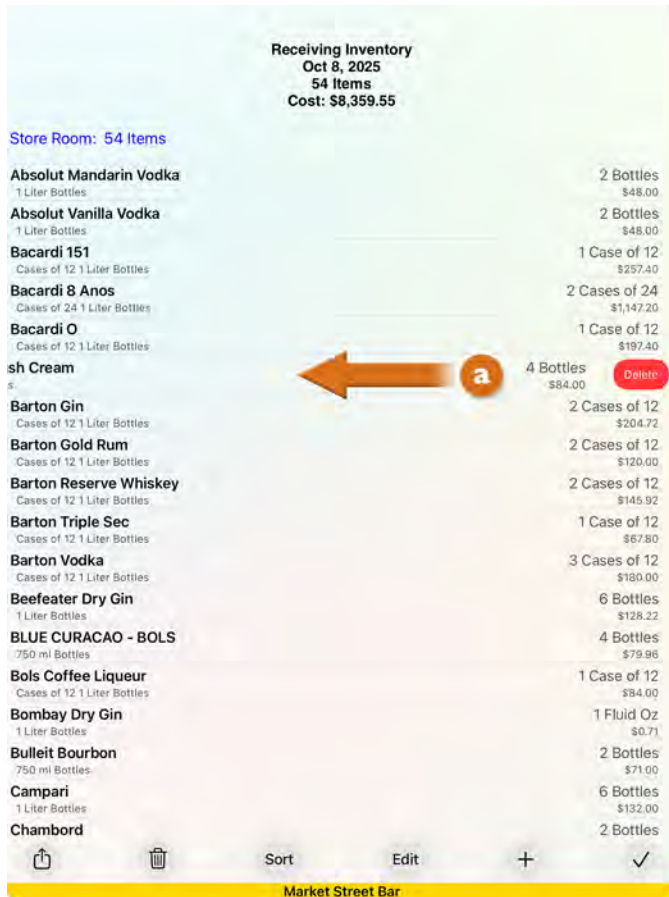 Receiving Inventory
Oct 8, 2025
54 Items
Cost: $8,359.55
Store Room: 54 Items
Absolut Mandarin Vodka 2 Bottles
1 Liter Bottles $48.00
Absolut Vanilla Vodka 2 Bottles
1 Liter Bottles $48.00
Bacardi 151 1 Case of 12
Cases of 12 1 Liter Bottles $257.40
Bacardi 8 Anos 2 Cases of 24
Cases of 24 1 Liter Bottles $1,147.20
Bacardi O 1 Case of 12
Cases of 12 1 Liter Bottles $197.40
sh Cream a 4 Bottles Delete
s $84.00
Barton Gin 2 Cases of 12
Cases of 12 1 Liter Bottles $204.72
Barton Gold Rum 2 Cases of 12
Cases of 12 1 Liter Bottles $120.00
Barton Reserve Whiskey 2 Cases of 12
Cases of 12 1 Liter Bottles $145.92
Barton Triple Sec 1 Case of 12
Cases of 12 1 Liter Bottles $67.80
Barton Vodka 3 Cases of 12
Cases of 12 1 Liter Bottles $180.00
Beefeater Dry Gin 6 Bottles
1 Liter Bottles $128.22
BLUE CURACAO - BOLS 4 Bottles
750 ml Bottles $79.96
Bols Coffee Liqueur 1 Case of 12
Cases of 12 1 Liter Bottles $84.00
Bombay Dry Gin 1 Fluid Oz
1 Liter Bottles $0.71
Bulleit Bourbon 2 Bottles
750 ml Bottles $71.00
Campari 6 Bottles
1 Liter Bottles $132.00
Chambord 2 Bottles
Sort Edit
Market Street Bar